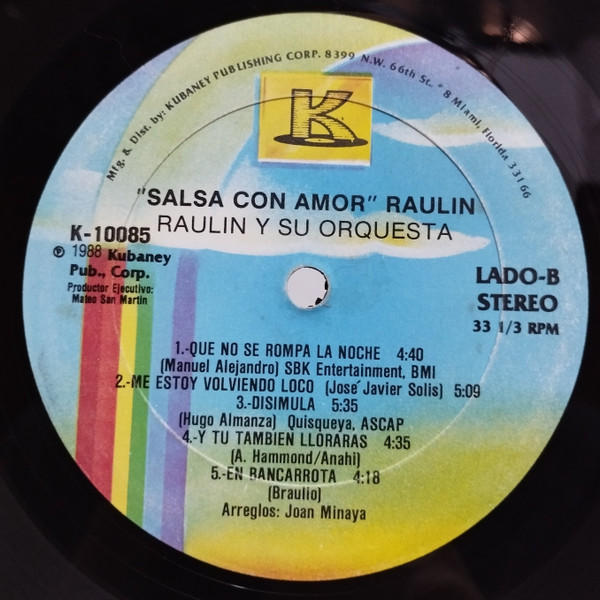 Mfg. & Dist. by: KUBANEY PUBLISHING CORP. 8399 N.W. 66th St. * 8 Miami, Florida 33166
K
"SALSA CON AMOR" RAULIN
RAULIN Y SU ORQUESTA
K-10085
℗ 1988 Kubaney
Pub., Corp.
Productor Ejecutivo:
Mateo San Martin
LADO-B
STEREO
33 1/3 RPM
1.-QUE NO SE ROMPA LA NOCHE 4:40
(Manuel Alejandro) SBK Entertainment, BMI
2.-ME ESTOY VOLVIENDO LOCO (José Javier Solis) 5:09
3.-DISIMULA 5:35
(Hugo Almanza) Quisqueya, ASCAP
4.-Y TU TAMBIEN LLORARAS 4:35
(A. Hammond/Anahi)
5.-EN BANCARROTA 4:18
(Braulio)
Arreglos: Joan Minaya